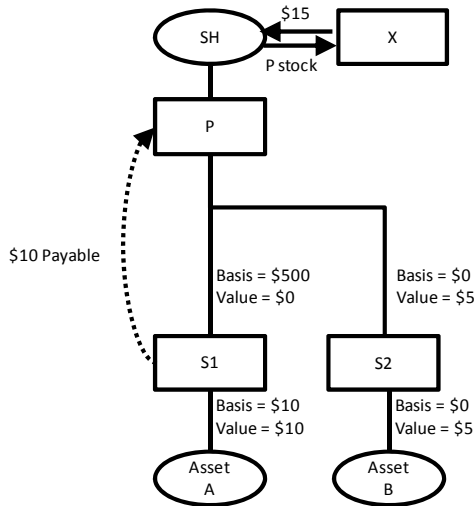 $15
SH
X
P stock
P
$10 Payable
Basis = $500
Value = $0
Basis = $0
Value = $5
S1
S2
Basis = $10
Value = $10
Basis = $0
Value = $5
Asset
A
Asset
B